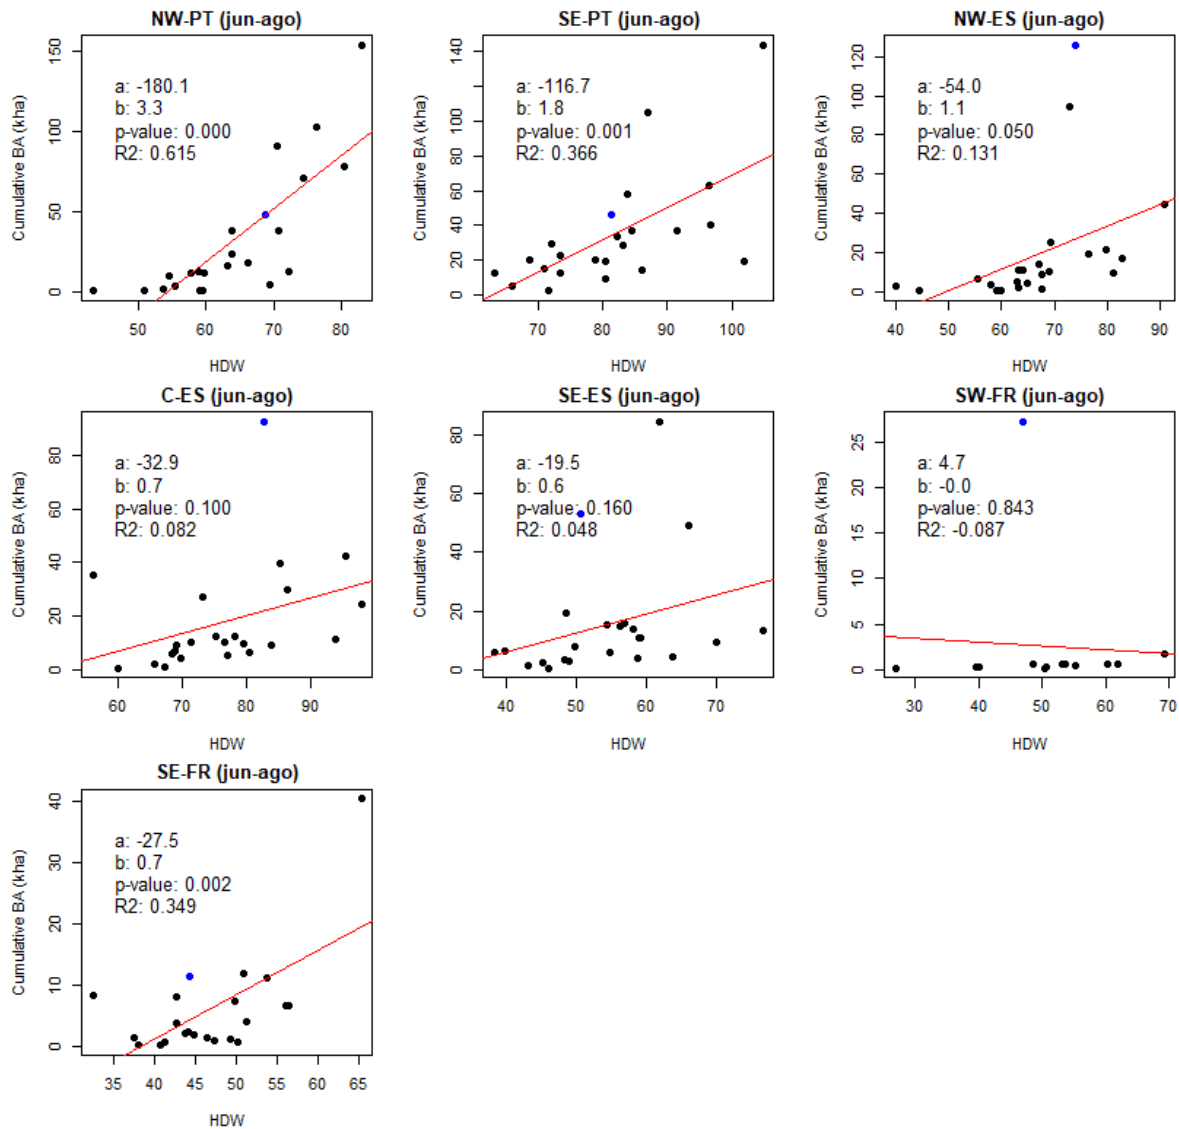 NW-PT (jun-ago)
a: -180.1
b: 3.3
p-value: 0.000
R2: 0.615
Cumulative BA (kha)
0
50
100
150
50
60
70
80
HDW
SE-PT (jun-ago)
a: -116.7
b: 1.8
p-value: 0.001
R2: 0.366
Cumulative BA (kha)
0
20
40
60
80
100
140
70
80
90
100
HDW
NW-ES (jun-ago)
a: -54.0
b: 1.1
p-value: 0.050
R2: 0.131
Cumulative BA (kha)
0
20
40
60
80
100
120
40
50
60
70
80
90
HDW
C-ES (jun-ago)
a: -32.9
b: 0.7
p-value: 0.100
R2: 0.082
Cumulative BA (kha)
0
20
40
60
80
60
70
80
90
HDW
SE-ES (jun-ago)
a: -19.5
b: 0.6
p-value: 0.160
R2: 0.048
Cumulative BA (kha)
0
20
40
60
80
40
50
60
70
HDW
SW-FR (jun-ago)
a: 4.7
b: -0.0
p-value: 0.843
R2: -0.087
Cumulative BA (kha)
0
5
10
15
20
25
30
40
50
60
70
HDW
SE-FR (jun-ago)
a: -27.5
b: 0.7
p-value: 0.002
R2: 0.349
Cumulative BA (kha)
0
10
20
30
40
35
40
45
50
55
60
65
HDW